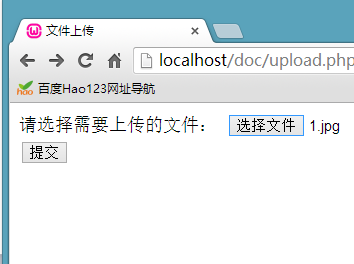 文件上传
localhost/doc/upload.php
hao 百度Hao123网址导航
请选择需要上传的文件： 选择文件 1.jpg
提交